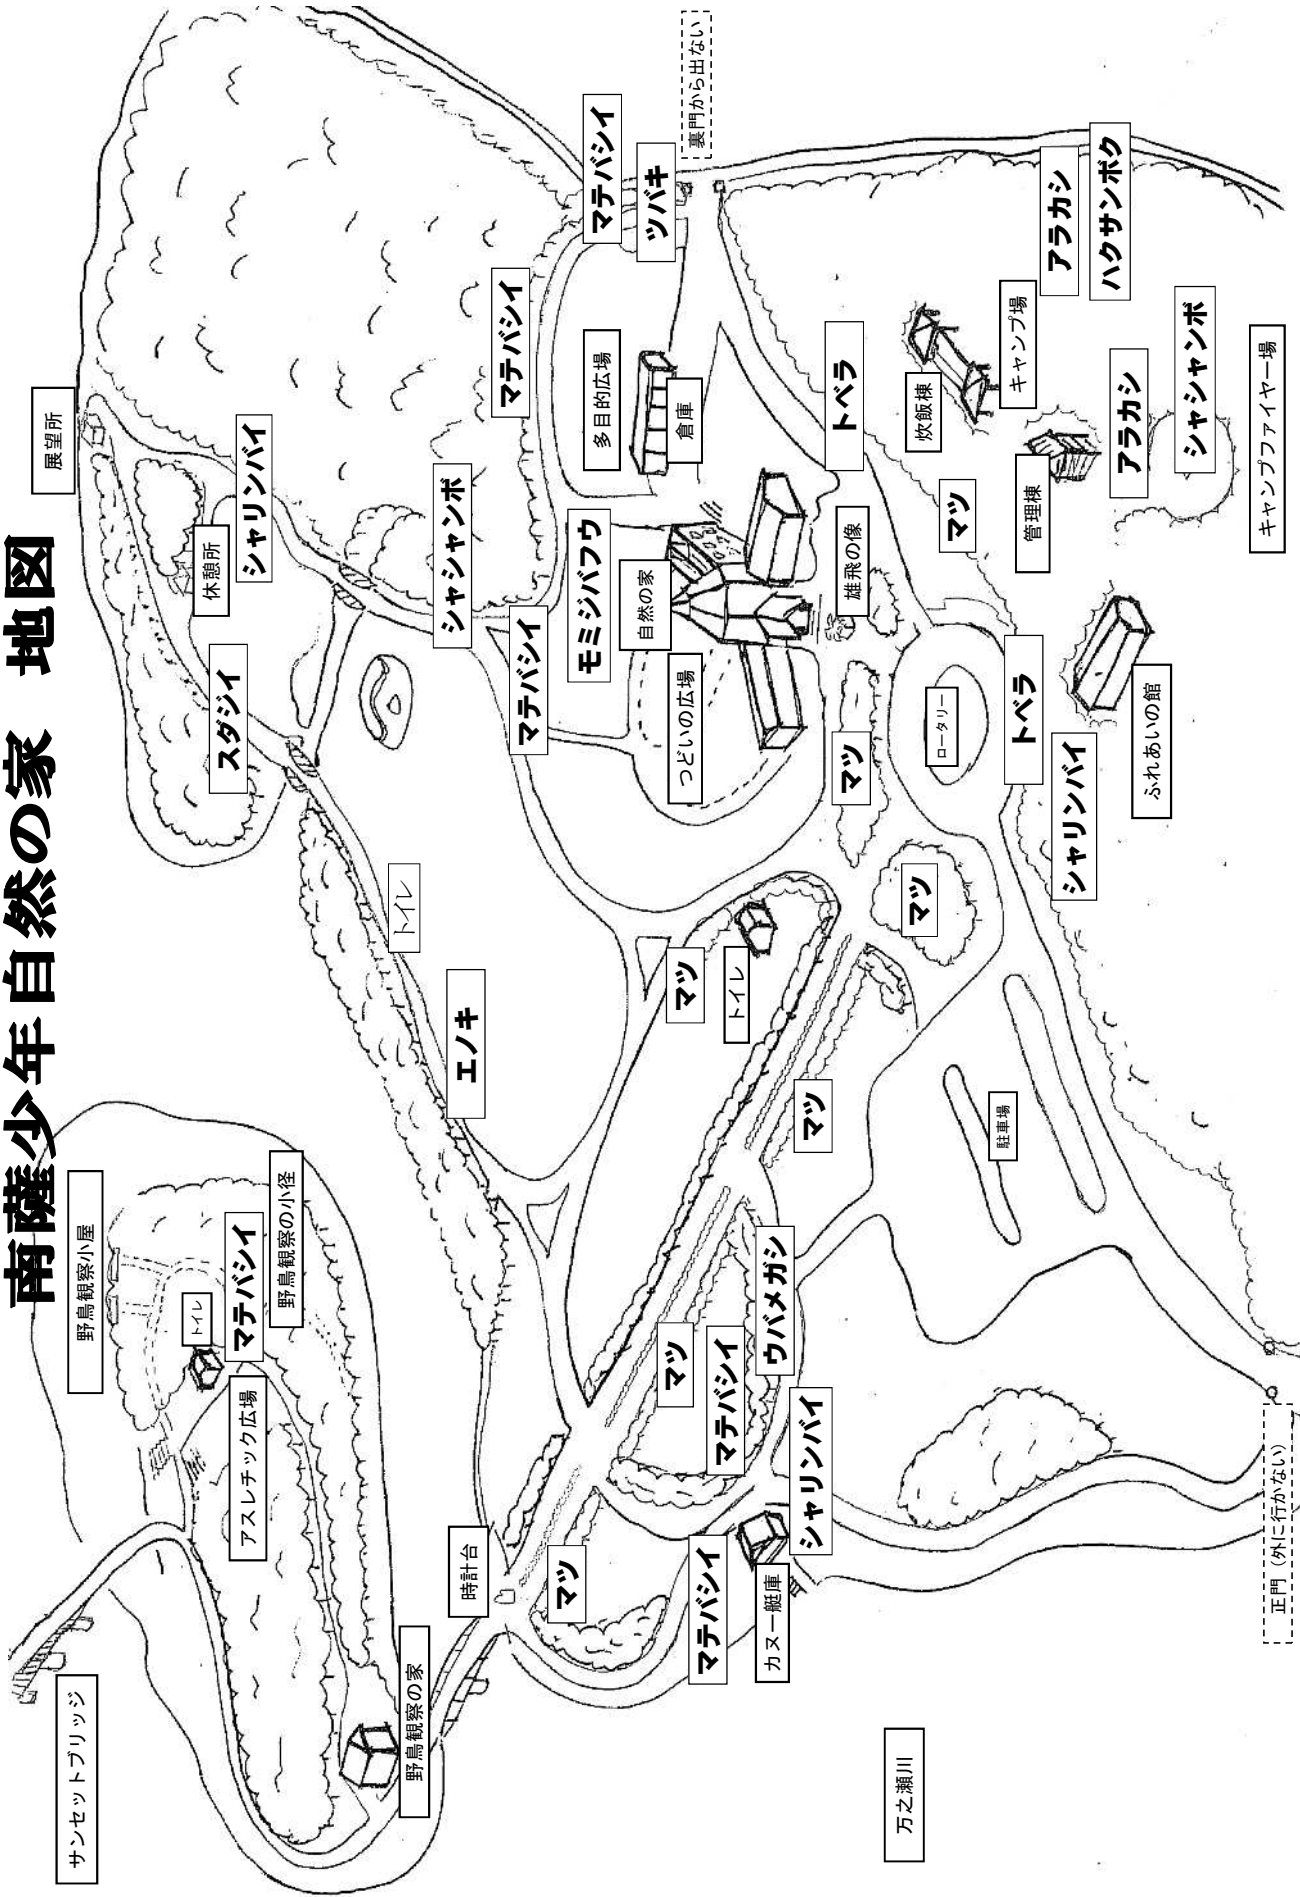 南薩少年自然の家　地図
サンセットブリッジ
野鳥観察小屋
展望所
トイレ
マテバシイ
アスレチック広場
野鳥観察の小径
スタジイ
休憩所
シャリンバイ
野鳥観察の家
時計台
エノキ
トイレ
シャシャンボ
マテバシイ
マテバシイ
マツ
モミジバフウ
多目的広場
マテバシイ
ツバキ
裏門から出ない
自然の家
つどいの広場
倉庫
マツ
トイレ
マツ
マテバシイ
ウバメガシ
マテバシイ
カヌー艇庫
シャリンバイ
マツ
マツ
雄飛の像
トベラ
マツ
ロータリー
マツ
炊飯棟
キャンプ場
駐車場
トベラ
管理棟
アラカシ
ハクサンボク
シャリンバイ
ふれあいの館
アラカシ
シャシャンボ
キャンプファイヤー場
万之瀬川
正門（外に行かない）